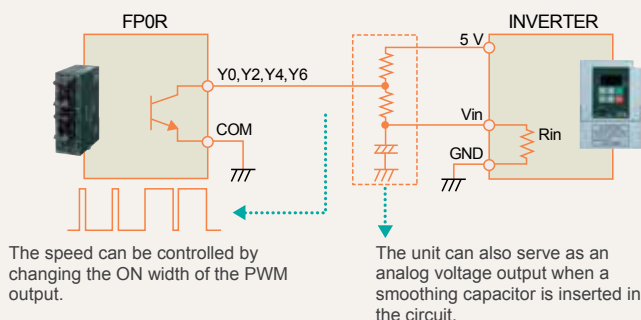 FP0R
INVERTER
5 V
Y0,Y2,Y4,Y6
COM
Vin
Rin
GND
The speed can be controlled by
changing the ON width of the PWM
output.
The unit can also serve as an
analog voltage output when a
smoothing capacitor is inserted in
the circuit.